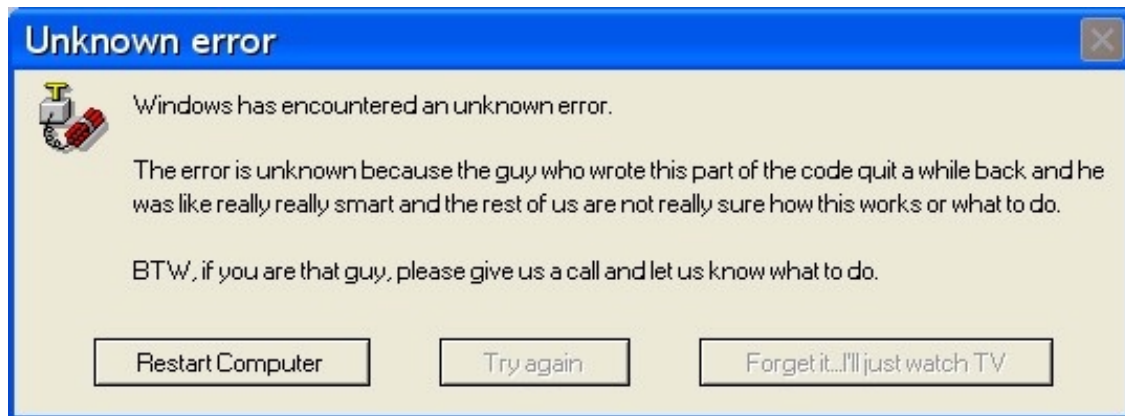 Unknown error
Windows has encountered an unknown error.
The error is unknown because the guy who wrote this part of the code quit a while back and he
was like really really smart and the rest of us are not really sure how this works or what to do.
BTW, if you are that guy, please give us a call and let us know what to do.
Restart Computer
Try again
Forget it...I'll just watch TV